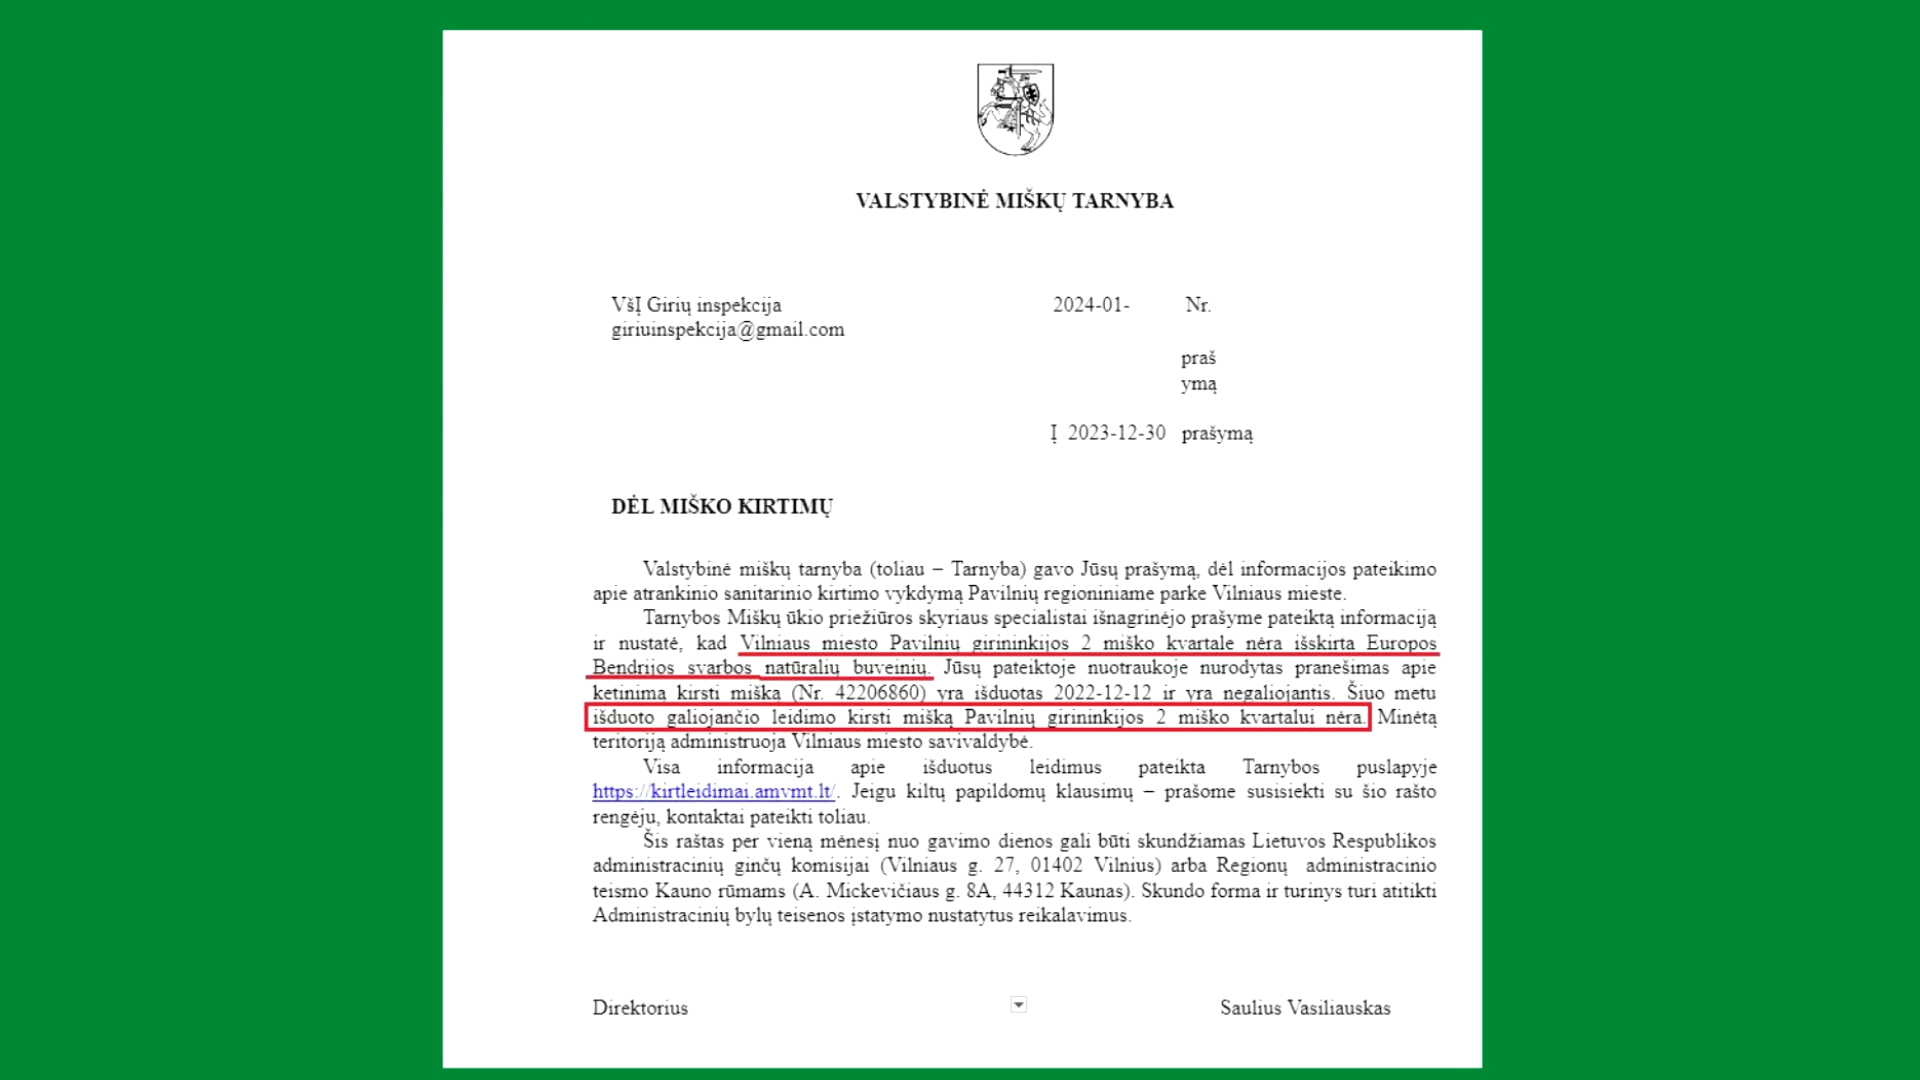 VALSTYBINĖ MIŠKŲ TARNYBA
VšĮ Girių inspekcija
giriuinspekcija@gmail.com
2024-01- Nr.
praš
ymą
Į 2023-12-30 prašymą
DĖL MIŠKO KIRTIMŲ
Valstybinė miškų tarnyba (toliau – Tarnyba) gavo Jūsų prašymą, dėl informacijos pateikimo
apie atrankinio sanitarinio kirtimo vykdymą Pavilnių regioniniame parke Vilniaus mieste.
Tarnybos Miškų ūkio priežiūros skyriaus specialistai išnagrinėjo prašyme pateiktą informaciją
ir nustatė, kad Vilniaus miesto Pavilnių girininkijos 2 miško kvartale nėra išskirta Europos
Bendrijos svarbos natūralių buveinių. Jūsų pateiktoje nuotraukoje nurodytas pranešimas apie
ketinimą kirsti mišką (Nr. 42206860) yra išduotas 2022-12-12 ir yra negaliojantis. Šiuo metu
išduoto galiojančio leidimo kirsti mišką Pavilnių girininkijos 2 miško kvartalui nėra. Minėtą
teritoriją administruoja Vilniaus miesto savivaldybė.
Visa informacija apie išduotus leidimus pateikta Tarnybos puslapyje
https://kirtleidimai.amvmt.lt/. Jeigu kiltų papildomų klausimų – prašome susisiekti su šio rašto
rengėju, kontaktai pateikti toliau.
Šis raštas per vieną mėnesį nuo gavimo dienos gali būti skundžiamas Lietuvos Respublikos
administracinių ginčų komisijai (Vilniaus g. 27, 01402 Vilnius) arba Regionų administracinio
teismo Kauno rūmams (A. Mickevičiaus g. 8A, 44312 Kaunas). Skundo forma ir turinys turi atitikti
Administracinių bylų teisenos įstatymo nustatytus reikalavimus.
Direktorius Saulius Vasiliauskas